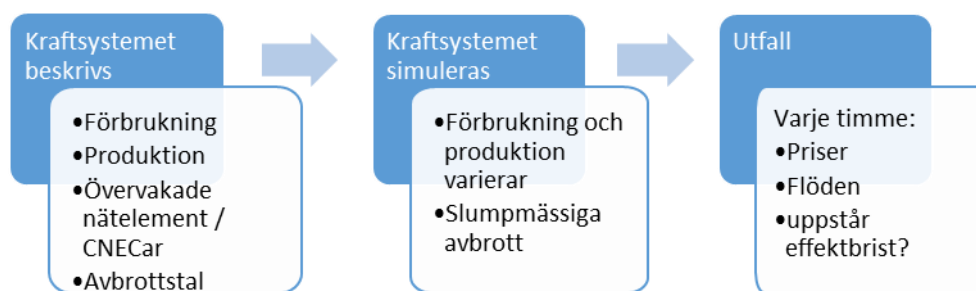 Kraftsystemet
beskrivs
•Förbrukning
•Produktion
•Övervakade
nätelement /
CNECar
•Avbrottstal
Kraftsystemet
simuleras
•Förbrukning och
produktion
varierar
•Slumpmässiga
avbrott
Utfall
Varje timme:
•Priser
•Flöden
•uppstår
effektbrist?